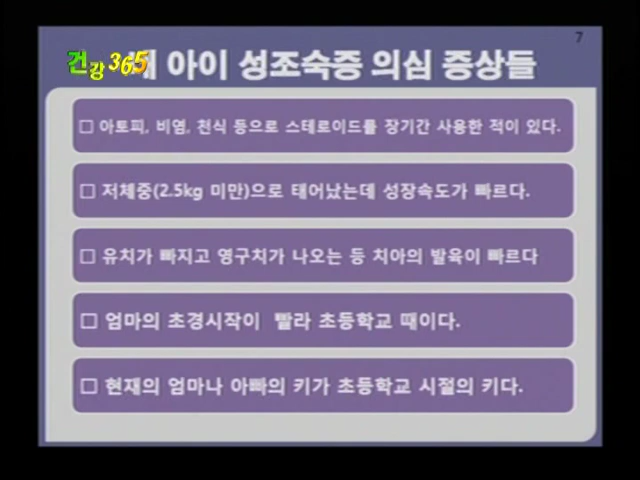 7
건강365
아이 성조숙증 의심 증상들
□ 아토피, 비염, 천식 등으로 스테로이드를 장기간 사용한 적이 있다.
□ 저체중(2.5kg 미만)으로 태어났는데 성장속도가 빠르다.
□ 유치가 빠지고 영구치가 나오는 등 치아의 발육이 빠르다
□ 엄마의 초경시작이 빨라 초등학교 때이다.
□ 현재의 엄마나 아빠의 키가 초등학교 시절의 키다.